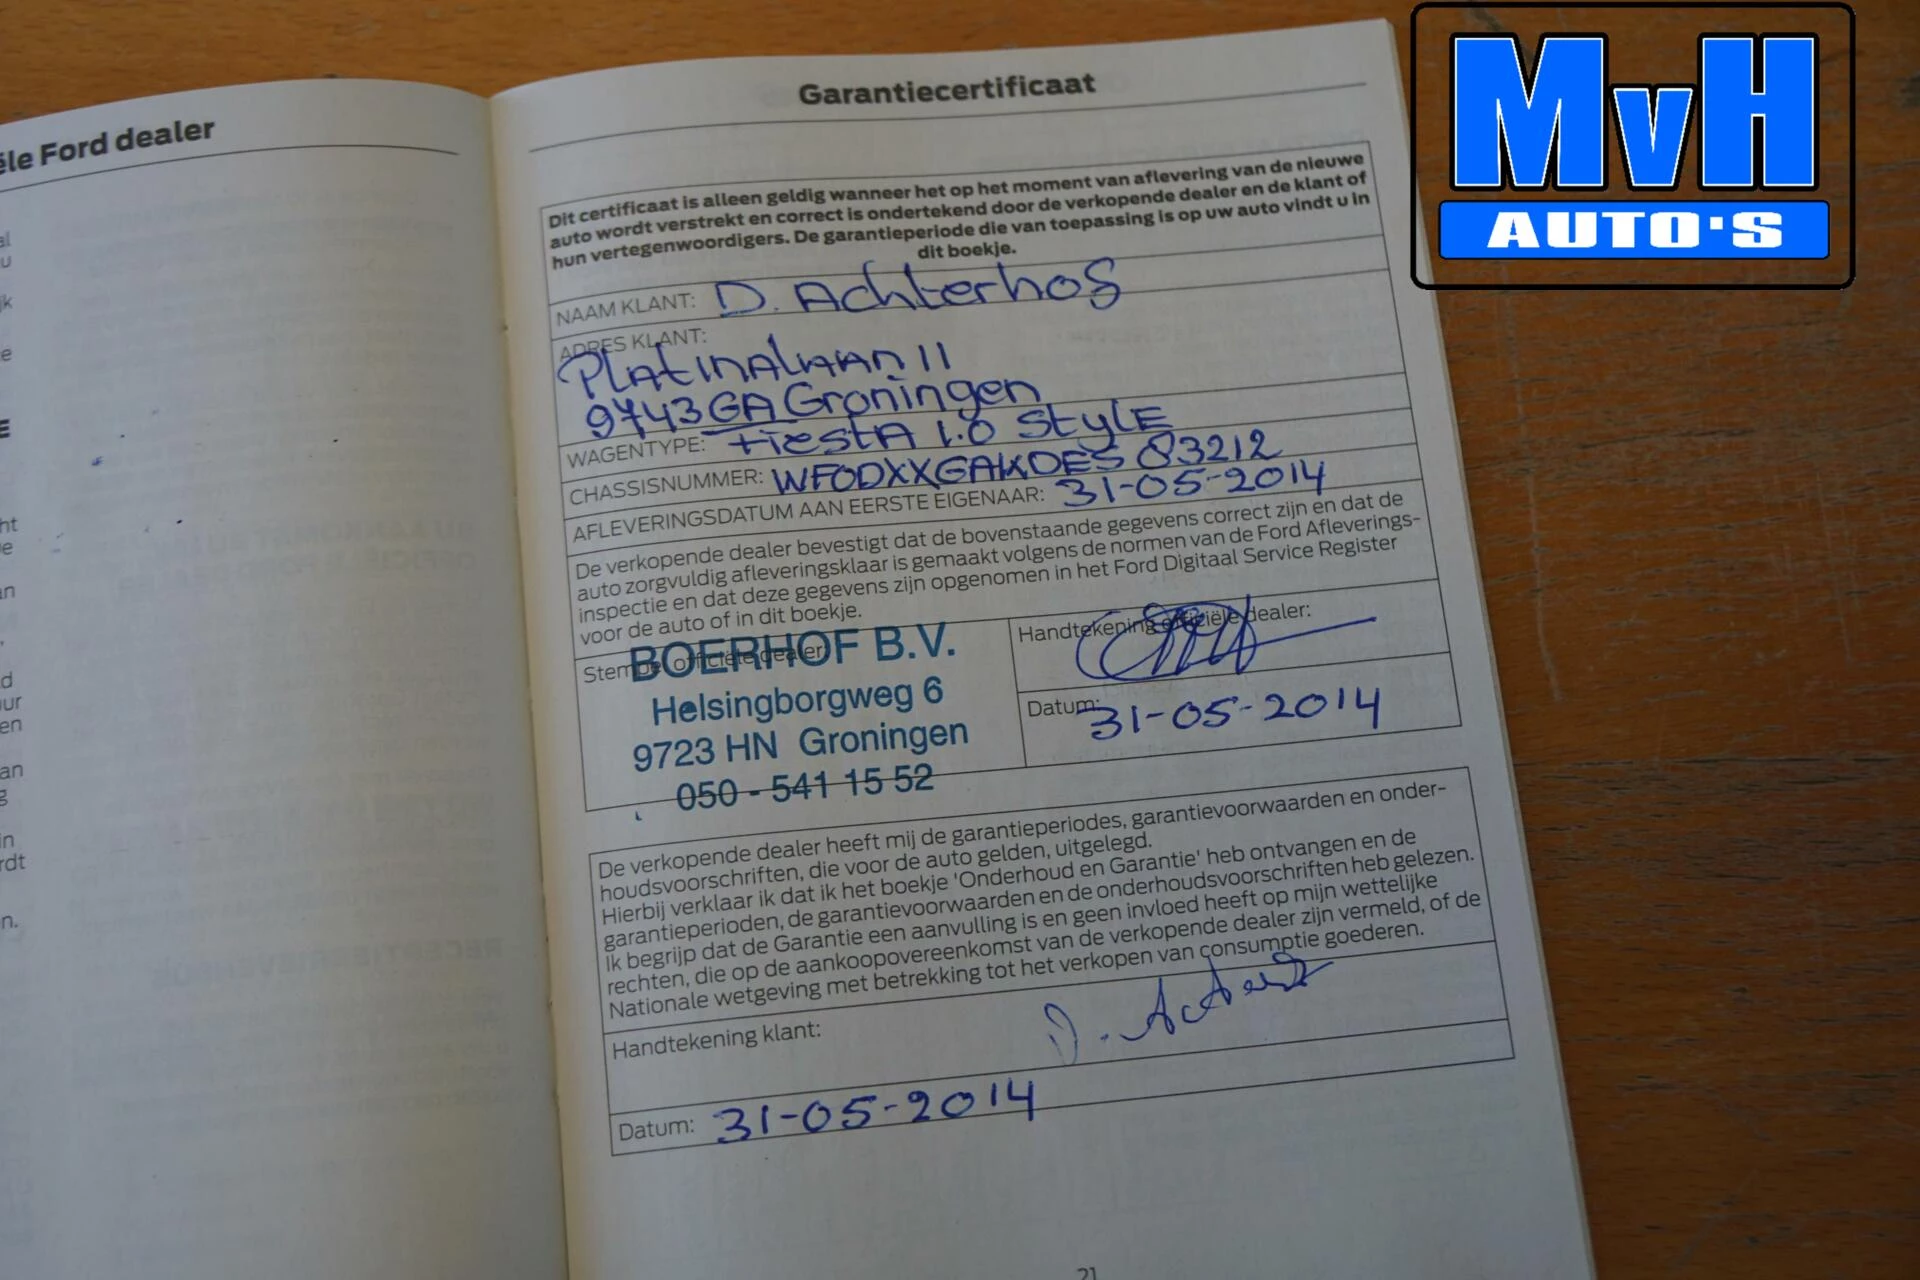 ële Ford dealer
Garantiecertificaat
Dit certificaat is alleen geldig wanneer het op het moment van aflevering van de nieuwe
auto wordt verstrekt en correct is ondertekend door de verkopende dealer en de klant of
hun vertegenwoordigers. De garantieperiode die van toepassing is op uw auto vindt u in
dit boekje.
NAAM KLANT: D. Achterhof
ADRES KLANT:
Platinalaan 11
9743GA Groningen
WAGENTYPE: Fiesta 1.0 Style
CHASSISNUMMER: WF0DXXGAKDES83212
AFLEVERINGSDATUM AAN EERSTE EIGENAAR: 31-05-2014
De verkopende dealer bevestigt dat de bovenstaande gegevens correct zijn en dat de
auto zorgvuldig afleveringsklaar is gemaakt volgens de normen van de Ford Afleverings-
inspectie en dat deze gegevens zijn opgenomen in het Ford Digitaal Service Register
voor de auto of in dit boekje.
Stempel officiële dealer:
BOERHOF B.V.
Helsingborgweg 6
9723 HN Groningen
050 - 541 15 52
Handtekening officiële dealer:
Datum: 31-05-2014
De verkopende dealer heeft mij de garantieperiodes, garantievoorwaarden en onder-
houdsvoorschriften, die voor de auto gelden, uitgelegd.
Hierbij verklaar ik dat ik het boekje 'Onderhoud en Garantie' heb ontvangen en de
garantieperioden, de garantievoorwaarden en de onderhoudsvoorschriften heb gelezen.
Ik begrijp dat de Garantie een aanvulling is en geen invloed heeft op mijn wettelijke
rechten, die op de aankoopovereenkomst van de verkopende dealer zijn vermeld, of de
Nationale wetgeving met betrekking tot het verkopen van consumptie goederen.
Handtekening klant:
Datum: 31-05-2014
21
MvH
AUTO'S